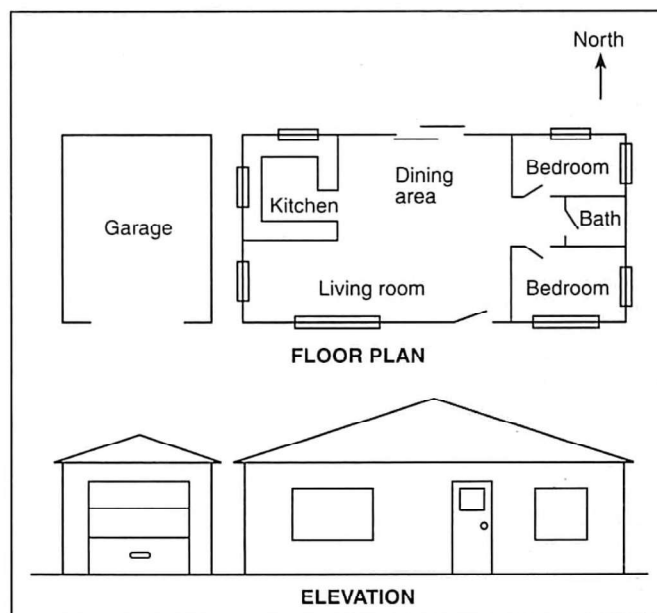 North
Bedroom
Dining
area
Kitchen
Bath
Garage
Living room
Bedroom
FLOOR PLAN
ELEVATION